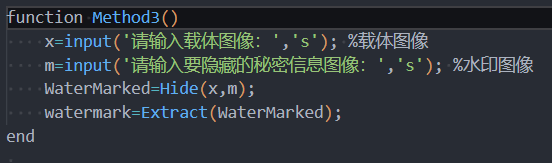 function Method3()
x=input('请输入载体图像：','s'); %载体图像
m=input('请输入要隐藏的秘密信息图像：','s'); %水印图像
WaterMarked=Hide(x,m);
watermark=Extract(WaterMarked);
end